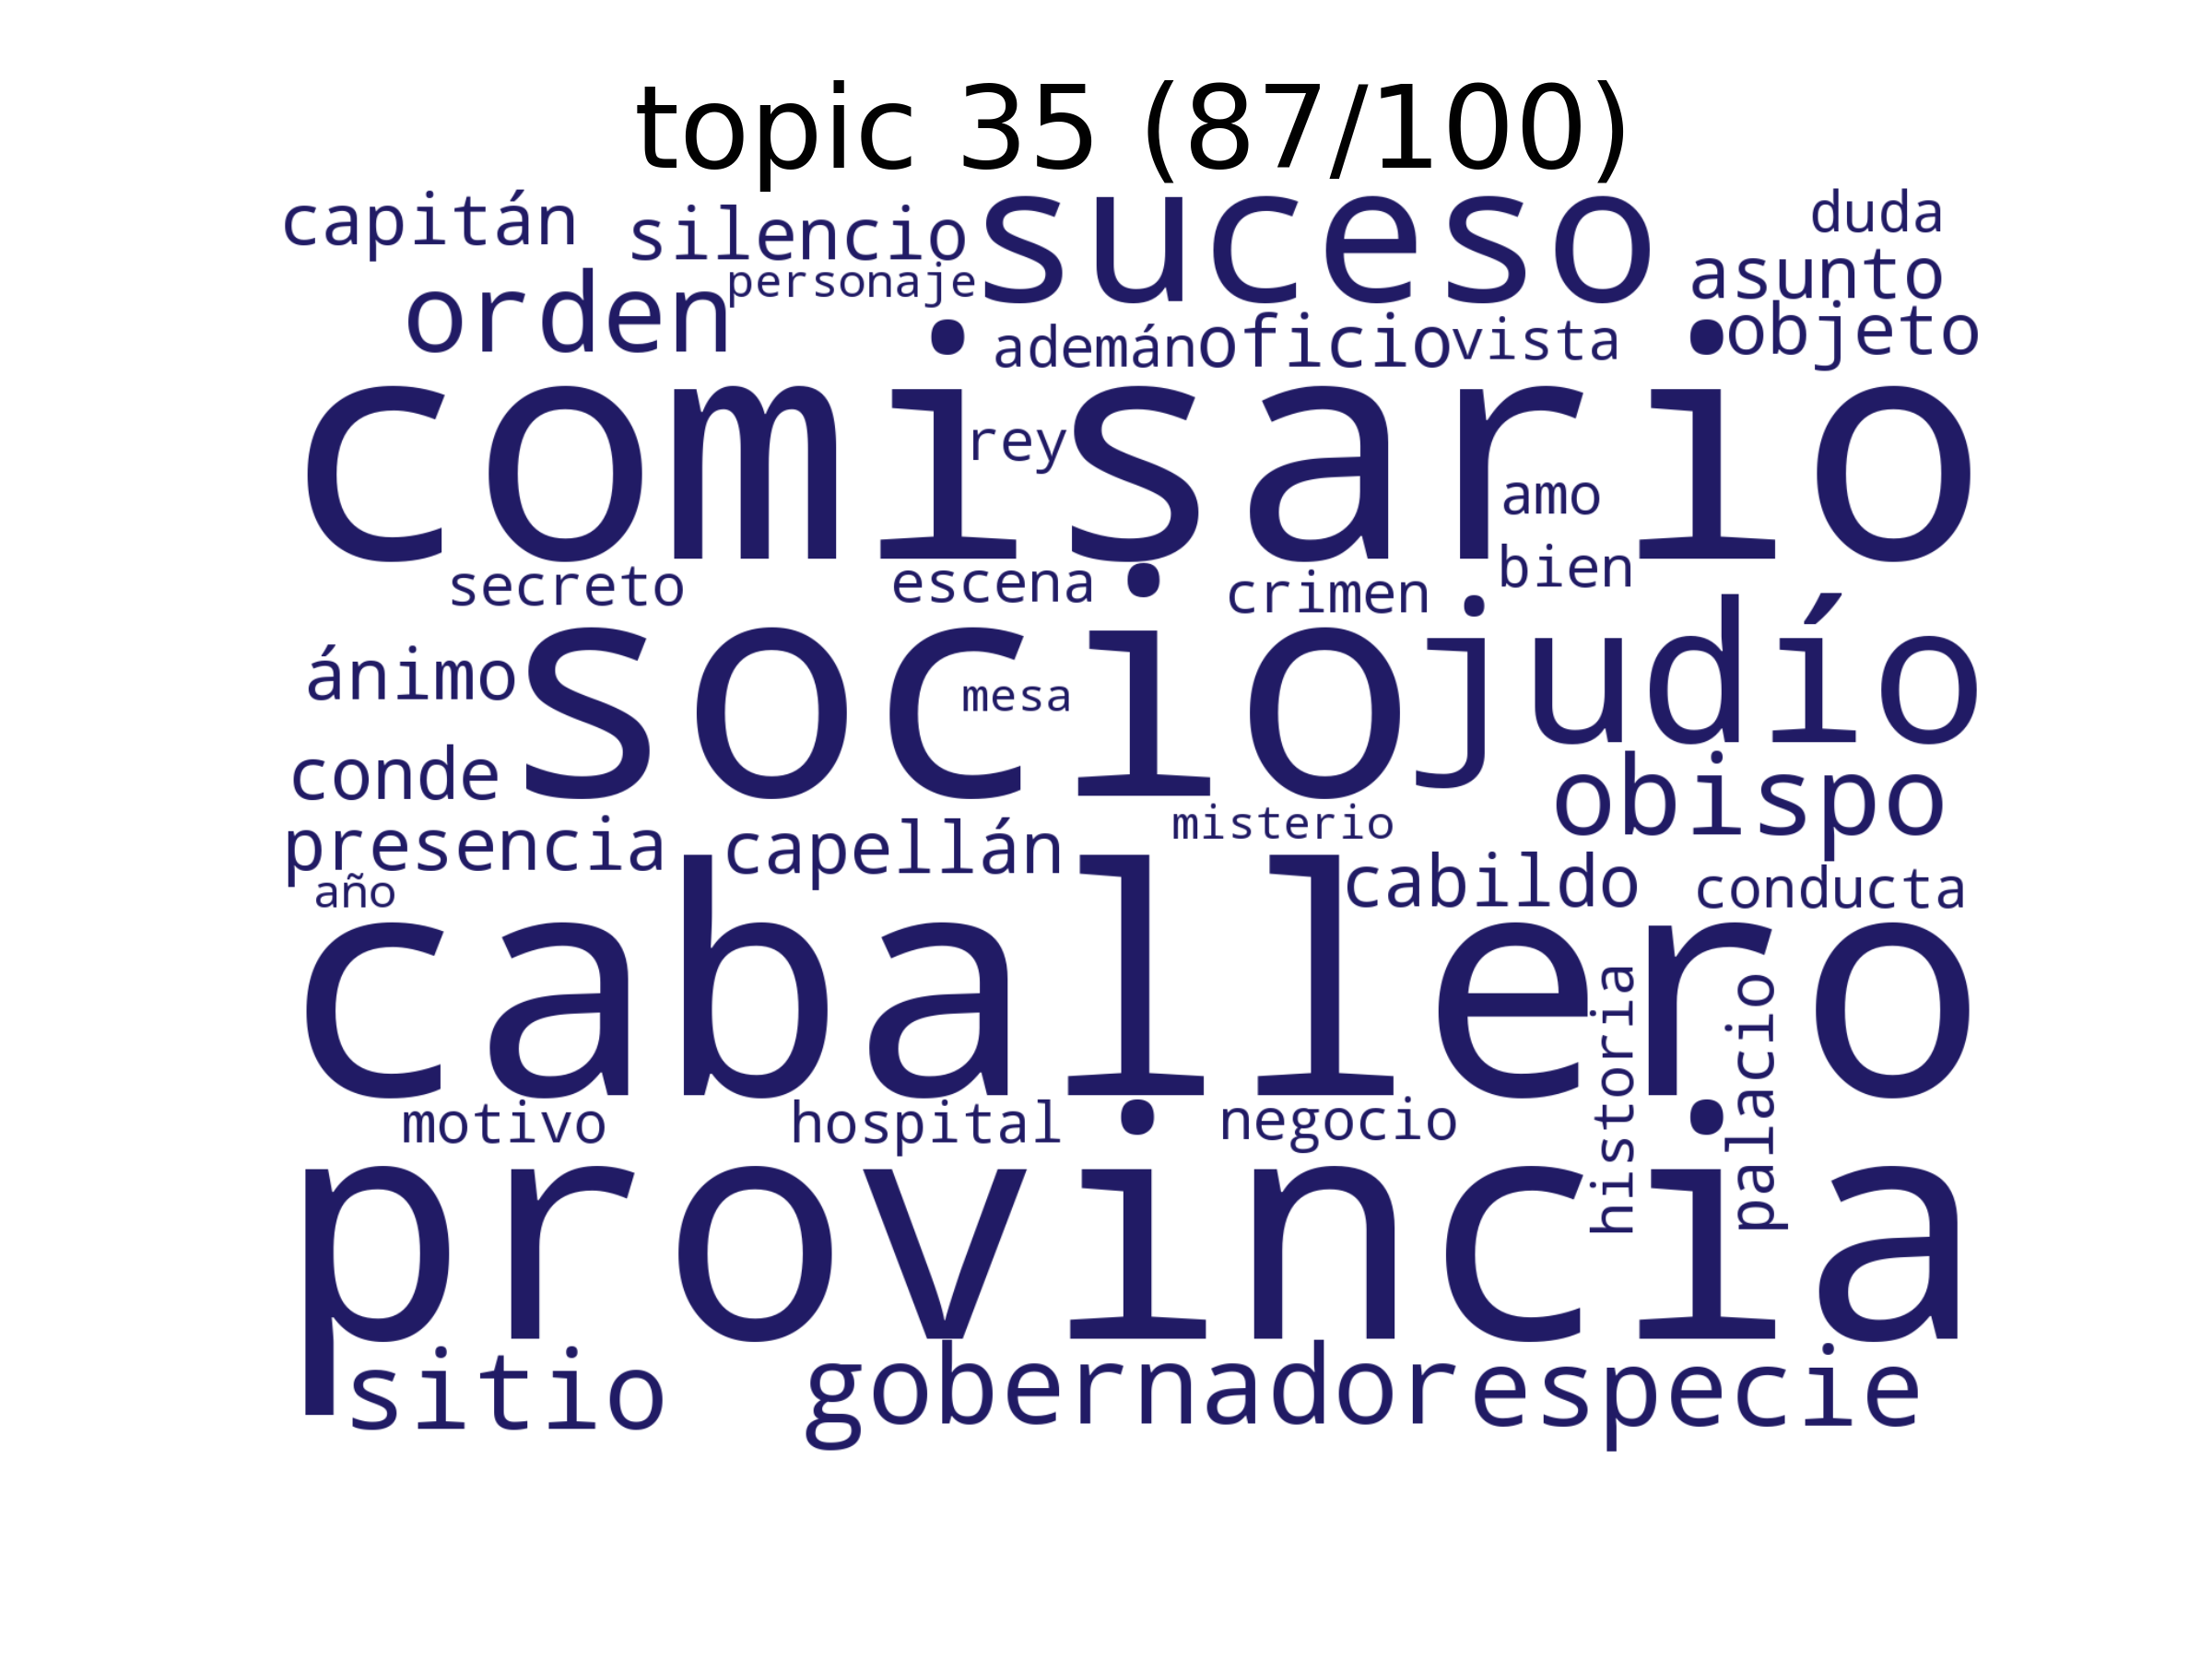 topic 35 (87/100)
capitán silencio suceso duda
personaje asunto
orden ademán oficio vista objeto
comisario
rey
amo
secreto escena crimen bien
socio judío
ánimo
mesa
conde obispo
presencia capellán misterio
año cabildo conducta
caballero
historia palacio
motivo hospital negocio
provincia
sitio gobernador especie